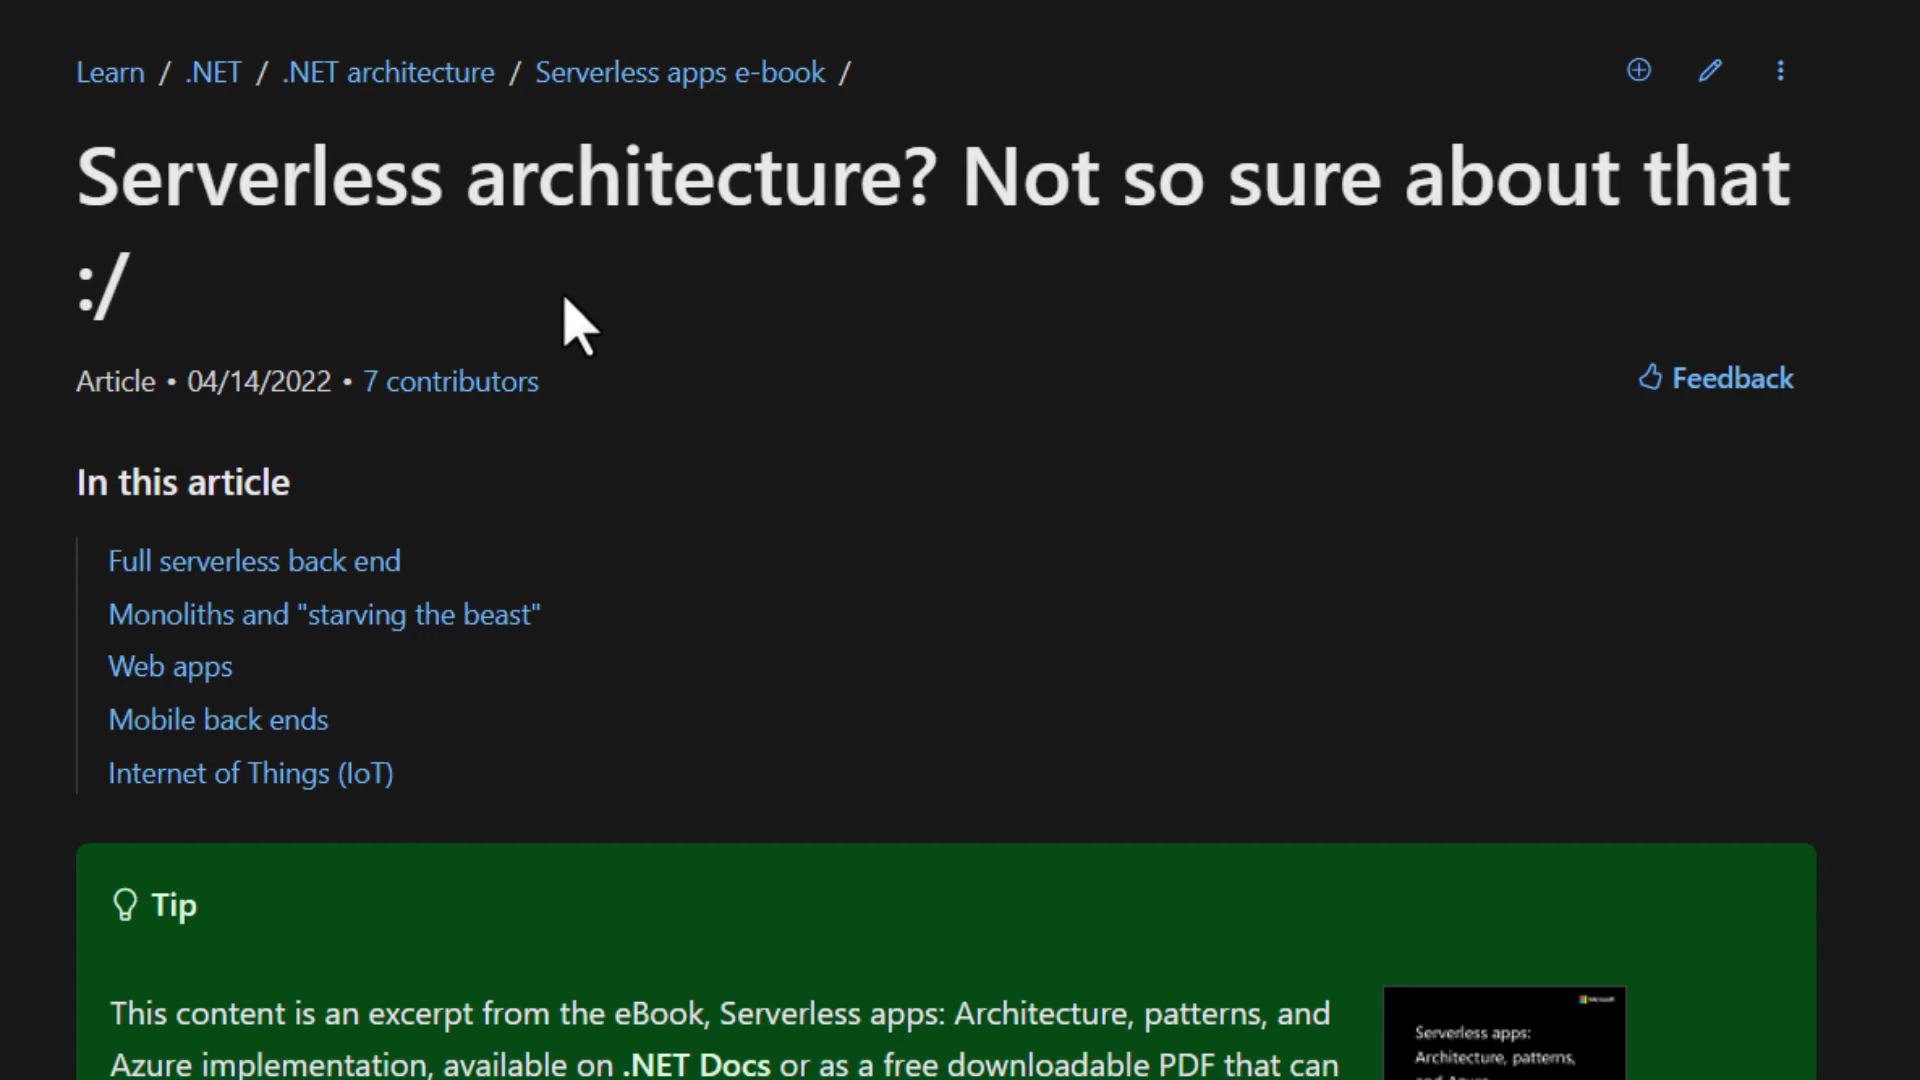 Learn / .NET / .NET architecture / Serverless apps e-book /
Serverless architecture? Not so sure about that
:/
Article • 04/14/2022 • 7 contributors
Feedback
In this article
Full serverless back end
Monoliths and "starving the beast"
Web apps
Mobile back ends
Internet of Things (IoT)
Tip
This content is an excerpt from the eBook, Serverless apps: Architecture, patterns, and
Azure implementation, available on .NET Docs or as a free downloadable PDF that can
Microsoft
Serverless apps:
Architecture, patterns,